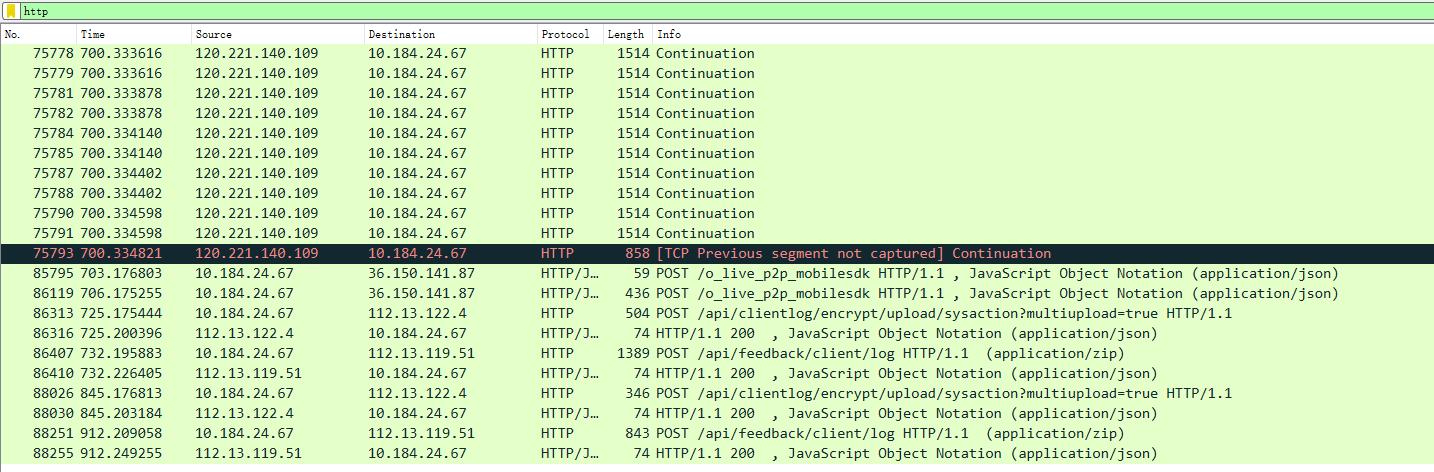 http
No. Time Source Destination Protocol Length Info
75778 700.333616 120.221.140.109 10.184.24.67 HTTP 1514 Continuation
75779 700.333616 120.221.140.109 10.184.24.67 HTTP 1514 Continuation
75781 700.333878 120.221.140.109 10.184.24.67 HTTP 1514 Continuation
75782 700.333878 120.221.140.109 10.184.24.67 HTTP 1514 Continuation
75784 700.334140 120.221.140.109 10.184.24.67 HTTP 1514 Continuation
75785 700.334140 120.221.140.109 10.184.24.67 HTTP 1514 Continuation
75787 700.334402 120.221.140.109 10.184.24.67 HTTP 1514 Continuation
75788 700.334402 120.221.140.109 10.184.24.67 HTTP 1514 Continuation
75790 700.334598 120.221.140.109 10.184.24.67 HTTP 1514 Continuation
75791 700.334598 120.221.140.109 10.184.24.67 HTTP 1514 Continuation
75793 700.334821 120.221.140.109 10.184.24.67 HTTP 858 [TCP Previous segment not captured] Continuation
85795 703.176803 10.184.24.67 36.150.141.87 HTTP/J… 59 POST /o_live_p2p_mobilesdk HTTP/1.1 , JavaScript Object Notation (application/json)
86119 706.175255 10.184.24.67 36.150.141.87 HTTP/J… 436 POST /o_live_p2p_mobilesdk HTTP/1.1 , JavaScript Object Notation (application/json)
86313 725.175444 10.184.24.67 112.13.122.4 HTTP 504 POST /api/clientlog/encrypt/upload/sysaction?multiupload=true HTTP/1.1
86316 725.200396 112.13.122.4 10.184.24.67 HTTP/J… 74 HTTP/1.1 200 , JavaScript Object Notation (application/json)
86407 732.195883 10.184.24.67 112.13.119.51 HTTP 1389 POST /api/feedback/client/log HTTP/1.1 (application/zip)
86410 732.226405 112.13.119.51 10.184.24.67 HTTP/J… 74 HTTP/1.1 200 , JavaScript Object Notation (application/json)
88026 845.176813 10.184.24.67 112.13.122.4 HTTP 346 POST /api/clientlog/encrypt/upload/sysaction?multiupload=true HTTP/1.1
88030 845.203184 112.13.122.4 10.184.24.67 HTTP/J… 74 HTTP/1.1 200 , JavaScript Object Notation (application/json)
88251 912.209058 10.184.24.67 112.13.119.51 HTTP 843 POST /api/feedback/client/log HTTP/1.1 (application/zip)
88255 912.249255 112.13.119.51 10.184.24.67 HTTP/J… 74 HTTP/1.1 200 , JavaScript Object Notation (application/json)